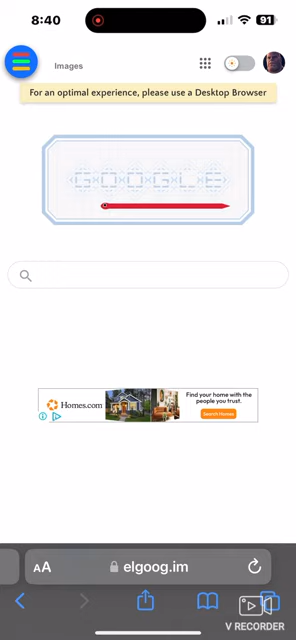 8:40
91
Images
For an optimal experience, please use a Desktop Browser
GOOGLE
Homes.com
Find your home with the
people you trust.
Search Homes
AA
elgoog.im
V RECORDER